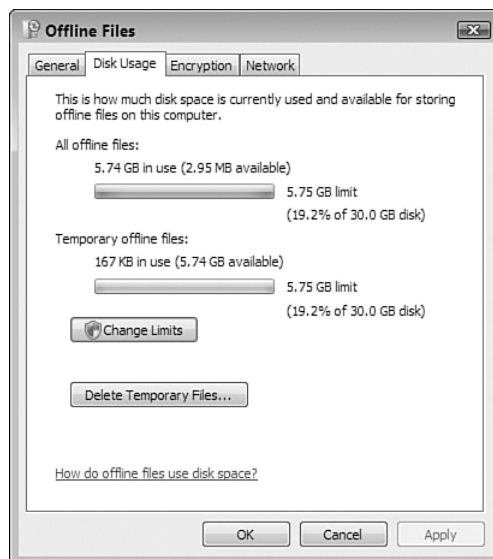 Offline Files
General Disk Usage Encryption Network
This is how much disk space is currently used and available for storing
offline files on this computer.
All offline files:
5.74 GB in use (2.95 MB available)
5.75 GB limit
(19.2% of 30.0 GB disk)
Temporary offline files:
167 KB in use (5.74 GB available)
5.75 GB limit
(19.2% of 30.0 GB disk)
Change Limits
Delete Temporary Files...
How do offline files use disk space?
OK Cancel Apply